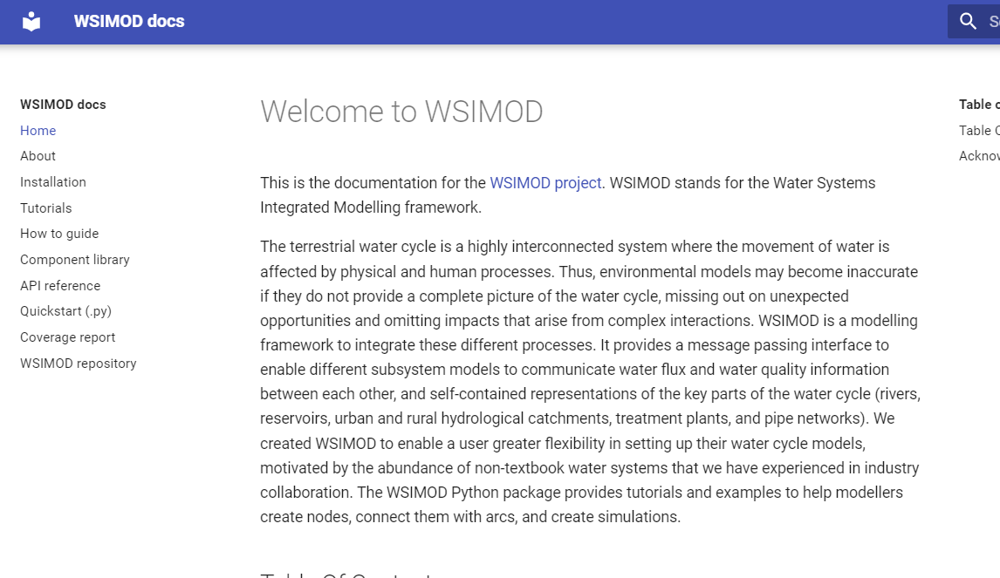 WSIMOD docs
WSIMOD docs
Home
About
Installation
Tutorials
How to guide
Component library
API reference
Quickstart (.py)
Coverage report
WSIMOD repository
Welcome to WSIMOD
This is the documentation for the WSIMOD project. WSIMOD stands for the Water Systems
Integrated Modelling framework.
The terrestrial water cycle is a highly interconnected system where the movement of water is
affected by physical and human processes. Thus, environmental models may become inaccurate
if they do not provide a complete picture of the water cycle, missing out on unexpected
opportunities and omitting impacts that arise from complex interactions. WSIMOD is a modelling
framework to integrate these different processes. It provides a message passing interface to
enable different subsystem models to communicate water flux and water quality information
between each other, and self-contained representations of the key parts of the water cycle (rivers,
reservoirs, urban and rural hydrological catchments, treatment plants, and pipe networks). We
created WSIMOD to enable a user greater flexibility in setting up their water cycle models,
motivated by the abundance of non-textbook water systems that we have experienced in industry
collaboration. The WSIMOD Python package provides tutorials and examples to help modellers
create nodes, connect them with arcs, and create simulations.
Table
Table